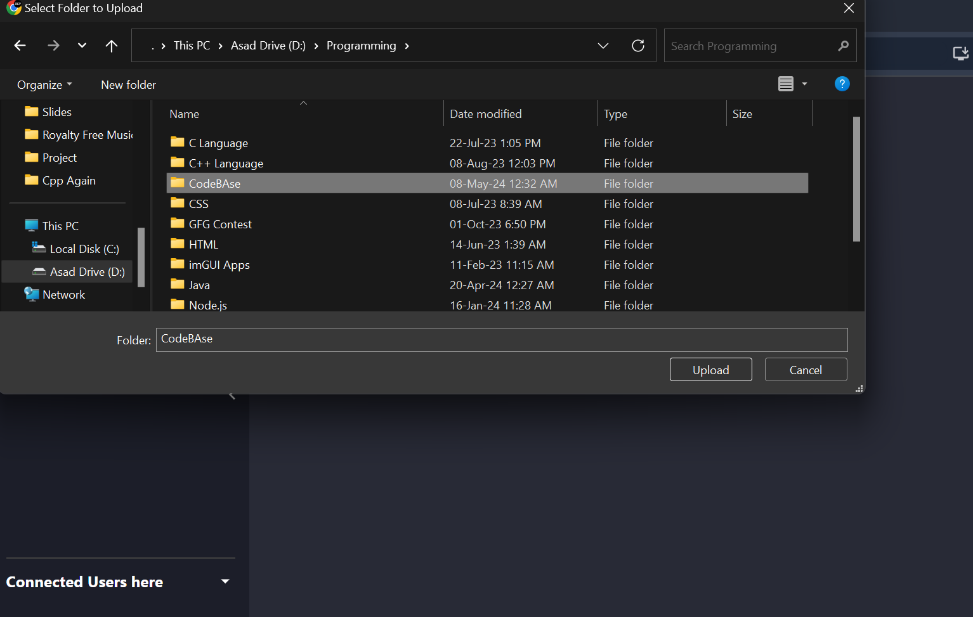 Select Folder to Upload
. › This PC › Asad Drive (D:) › Programming ›
Search Programming
Organize
New folder
?
Slides
Royalty Free Musi
Project
Cpp Again
This PC
Local Disk (C:)
Asad Drive (D:)
Network
Name Date modified Type Size
C Language 22-Jul-23 1:05 PM File folder
C++ Language 08-Aug-23 12:03 PM File folder
CodeBAse 08-May-24 12:32 AM File folder
CSS 08-Jul-23 8:39 AM File folder
GFG Contest 01-Oct-23 6:50 PM File folder
HTML 14-Jun-23 1:39 AM File folder
imGUI Apps 11-Feb-23 11:15 AM File folder
Java 20-Apr-24 12:27 AM File folder
Node.js 16-Jan-24 11:28 AM File folder
Folder: CodeBAse
Upload Cancel
Connected Users here